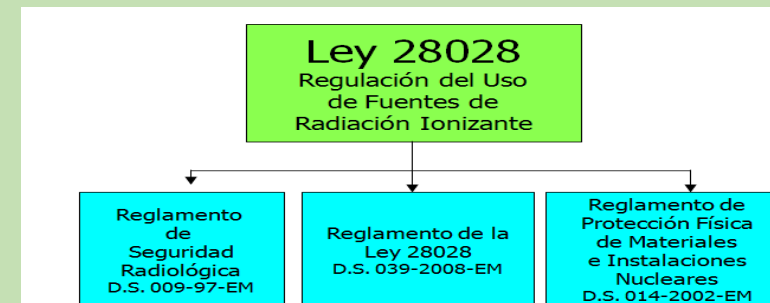 Ley 28028
Regulación del Uso
de Fuentes de
Radiación Ionizante
Reglamento
de
Seguridad
Radiológica
D.S. 009-97-EM
Reglamento de la
Ley 28028
D.S. 039-2008-EM
Reglamento de
Protección Física
de Materiales
e Instalaciones
Nucleares
D.S. 014-2002-EM